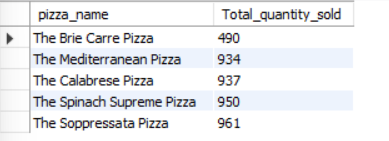 pizza_name Total_quantity_sold
The Brie Carre Pizza 490
The Mediterranean Pizza 934
The Calabrese Pizza 937
The Spinach Supreme Pizza 950
The Soppressata Pizza 961